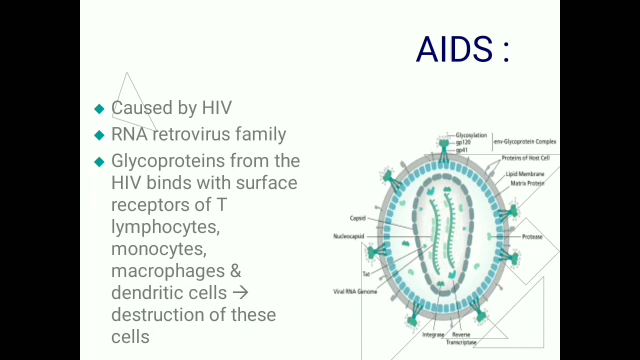 AIDS :
Caused by HIV
RNA retrovirus family
Glycoproteins from the
HIV binds with surface
receptors of T
lymphocytes,
monocytes,
macrophages &
dendritic cells →
destruction of these
cells
Glycosylation
gp120
gp41
env-Glycoprotein Complex
Proteins of Host Cell
Lipid Membrane
Matrix Protein
Capsid
Nucleocapsid
Protease
Tat
Viral RNA Genome
Integrase
Reverse
Transcriptase